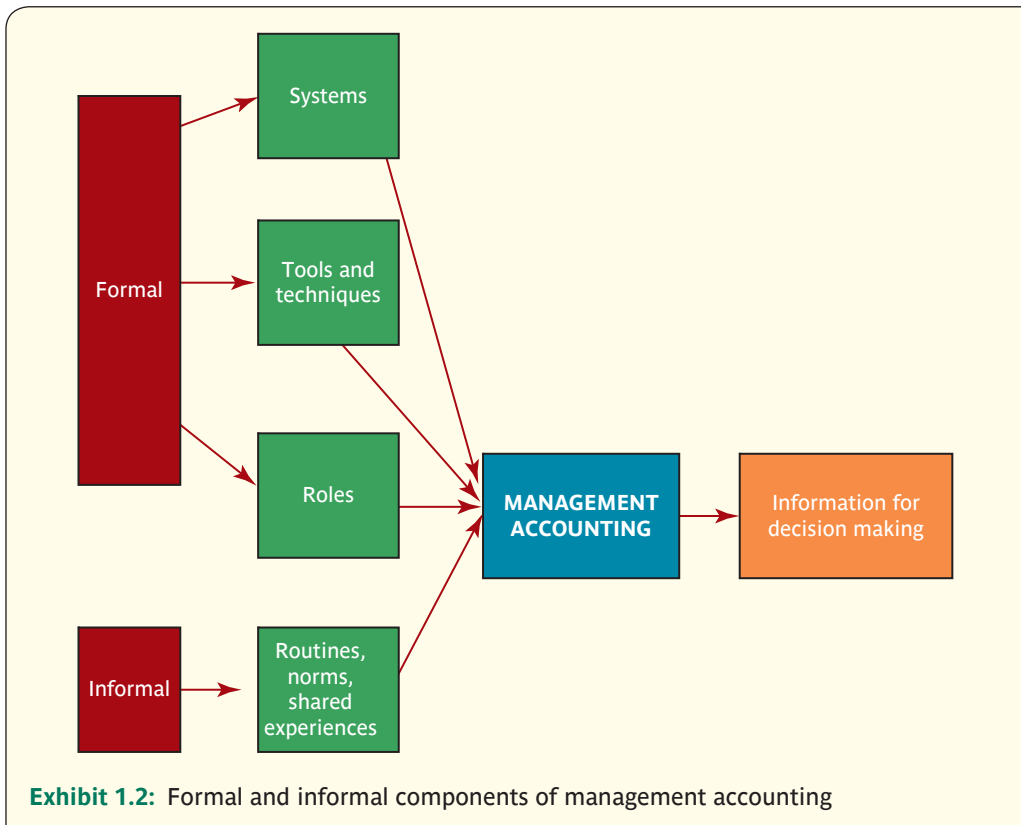 Systems
Formal
Tools and
techniques
Roles
MANAGEMENT
ACCOUNTING
Information for
decision making
Informal
Routines,
norms,
shared
experiences
Exhibit 1.2: Formal and informal components of management accounting